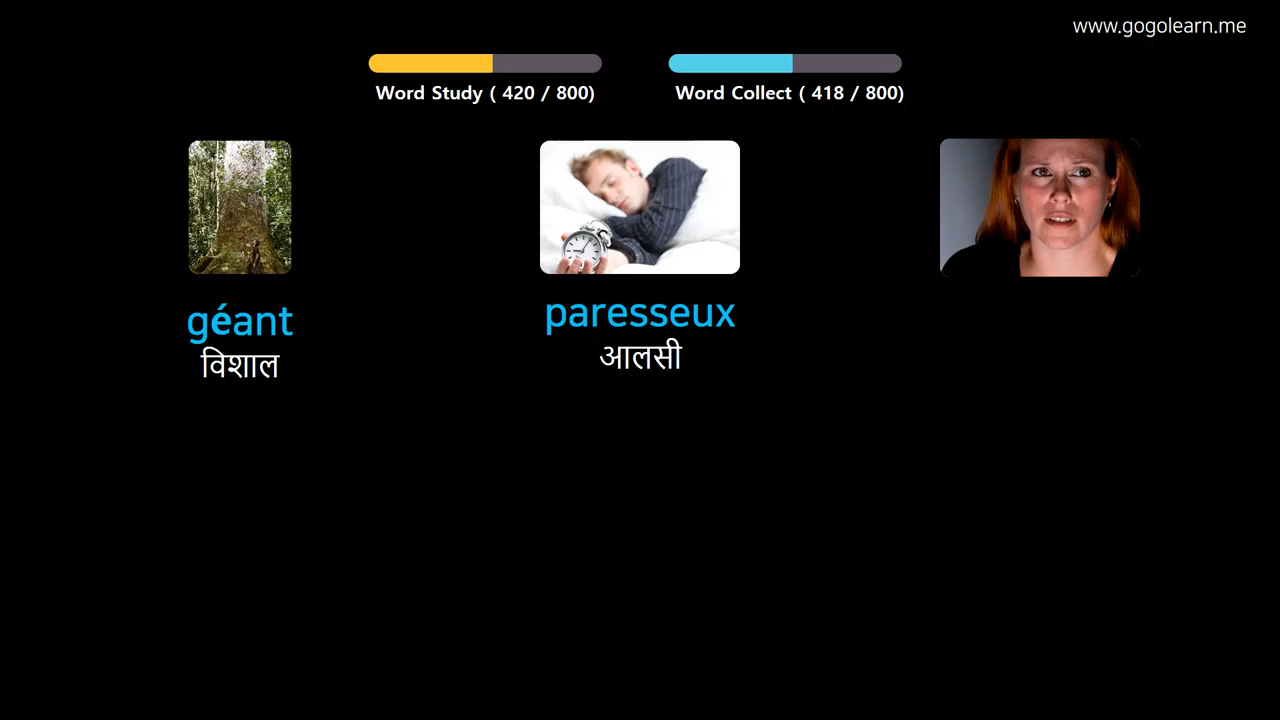 www.gogolearn.me
Word Study ( 420 / 800)
Word Collect ( 418 / 800)
géant
विशाल
paresseux
आलसी